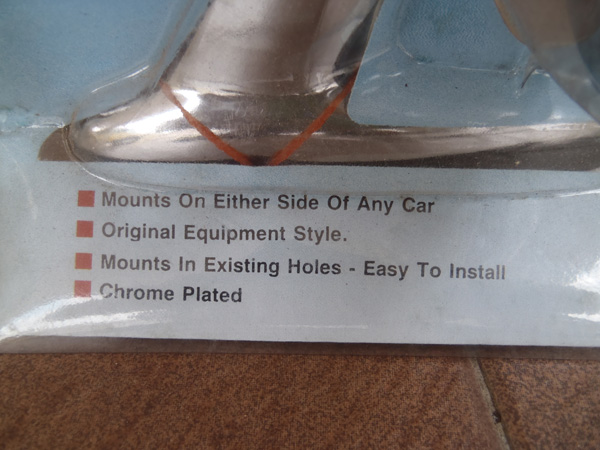 Mounts On Either Side Of Any Car
Original Equipment Style.
Mounts In Existing Holes - Easy To Install
Chrome Plated